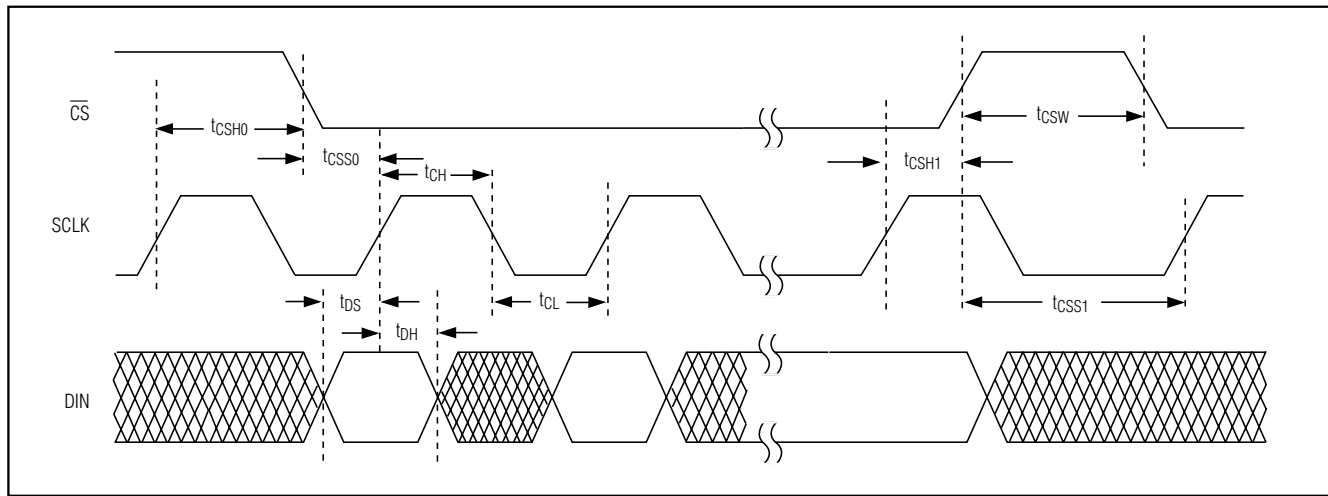 CS
tCSH0
tCSS0
tCH
tCSH1
tCSW
SCLK
tDS
tDH
tCL
tCSS1
DIN